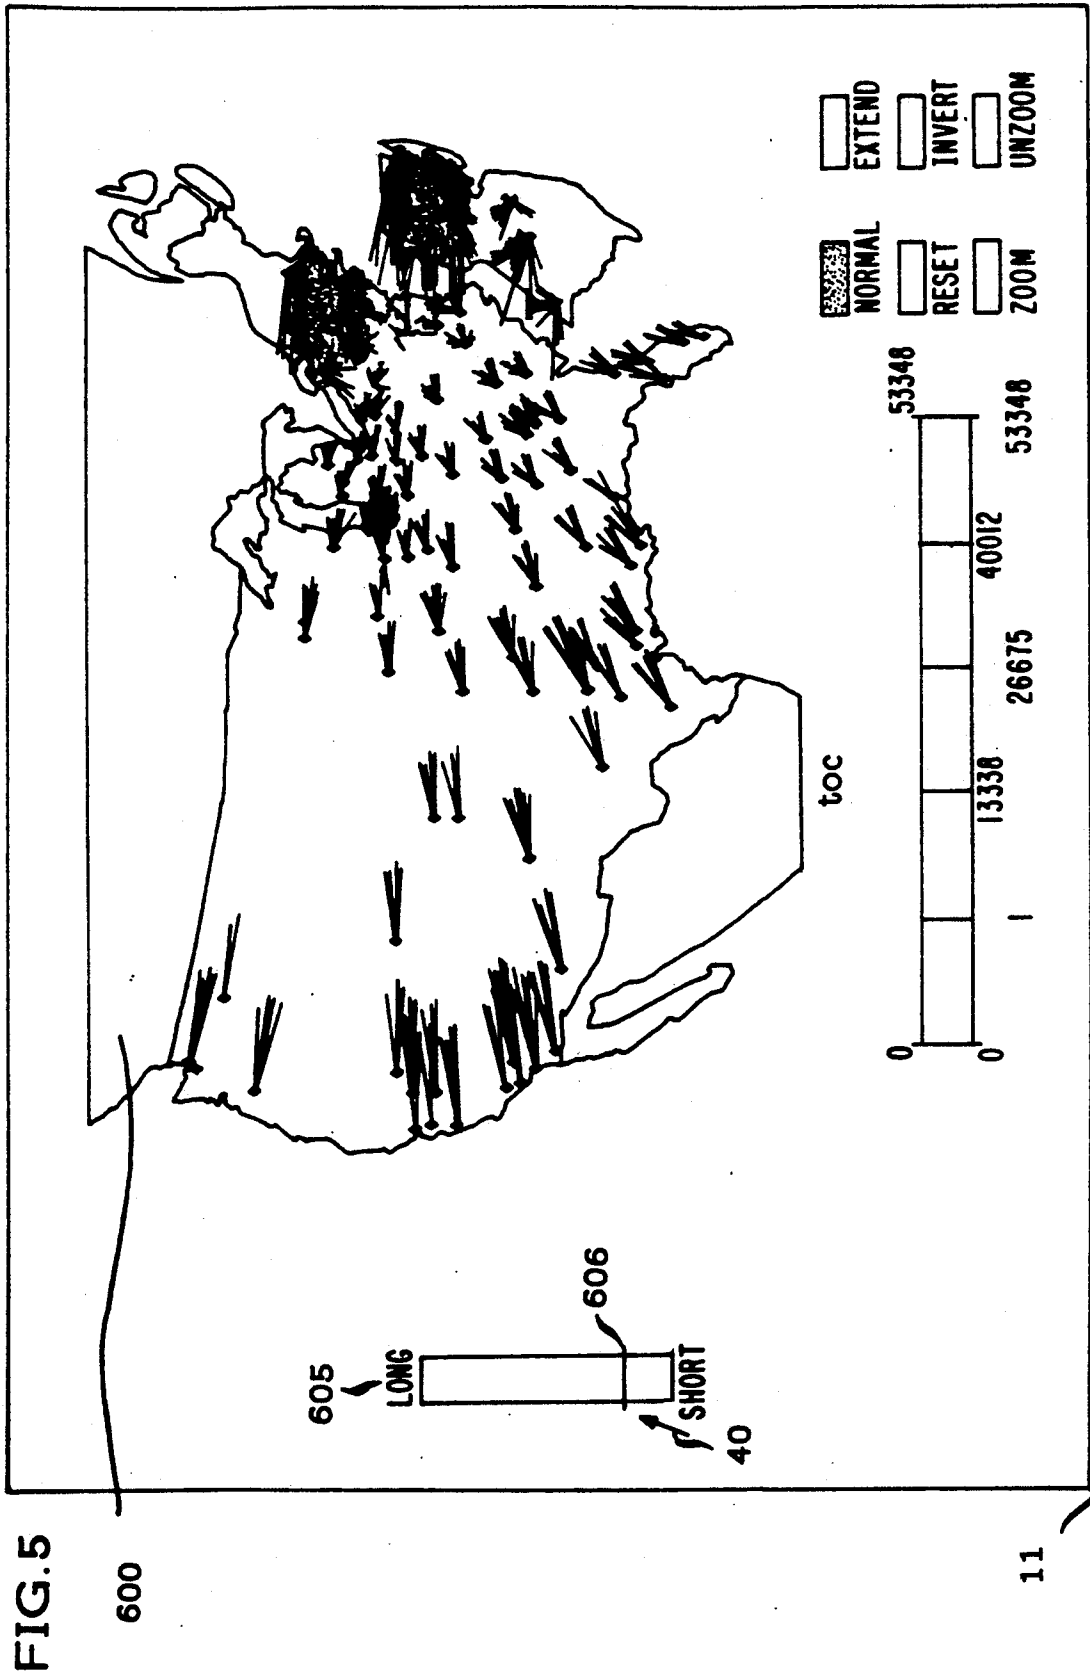 FIG.5
600
605
LONG
606
SHORT
40
toc
0
53348
0
1
13338
26675
40012
53348
NORMAL
EXTEND
RESET
INVERT
ZOOM
UNZOOM
11